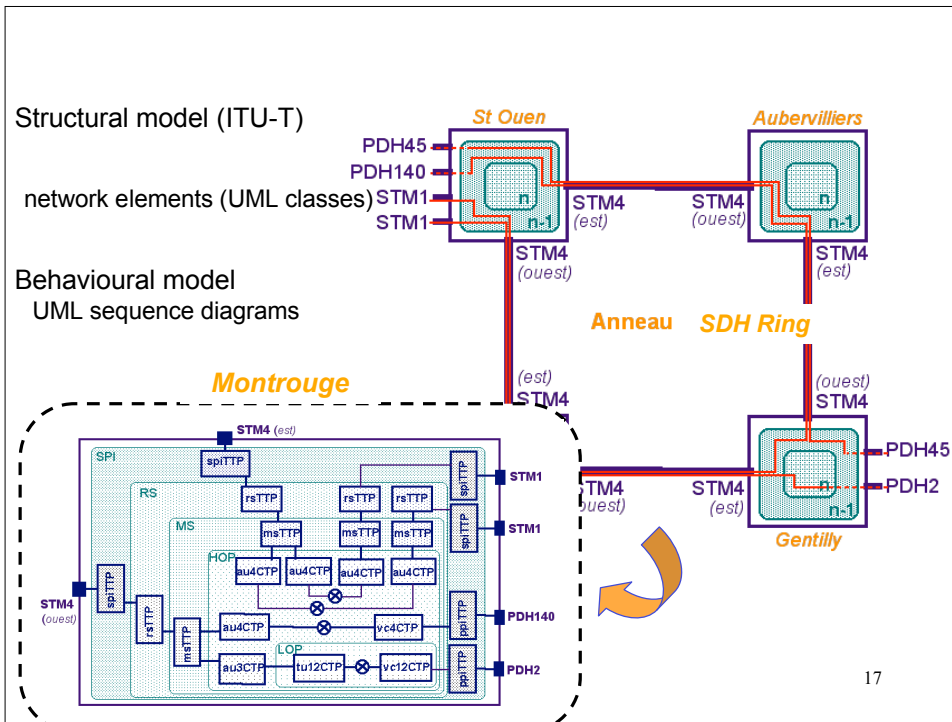 Structural model (ITU-T)
network elements (UML classes)
Behavioural model
UML sequence diagrams
St Ouen
Aubervilliers
PDH45
PDH140
STM1
STM1
n
n-1
STM4
(est)
STM4
(ouest)
n
n-1
STM4
(ouest)
STM4
(est)
Anneau
SDH Ring
(est)
STM4
(ouest)
STM4
Montrouge
STM4 (est)
SPI
spiTTP
RS
rsTTP
rsTTP
rsTTP
spiTTP
STM1
MS
msTTP
msTTP
msTTP
spiTTP
STM1
HOP
au4CTP
au4CTP
au4CTP
au4CTP
STM4
(ouest)
spiTTP
rsTTP
msTTP
au4CTP
vc4CTP
ppiTTP
PDH140
LOP
au3CTP
tu12CTP
vc12CTP
ppiTTP
PDH2
STM4
(ouest)
STM4
(est)
n
n-1
PDH45
PDH2
Gentilly
17